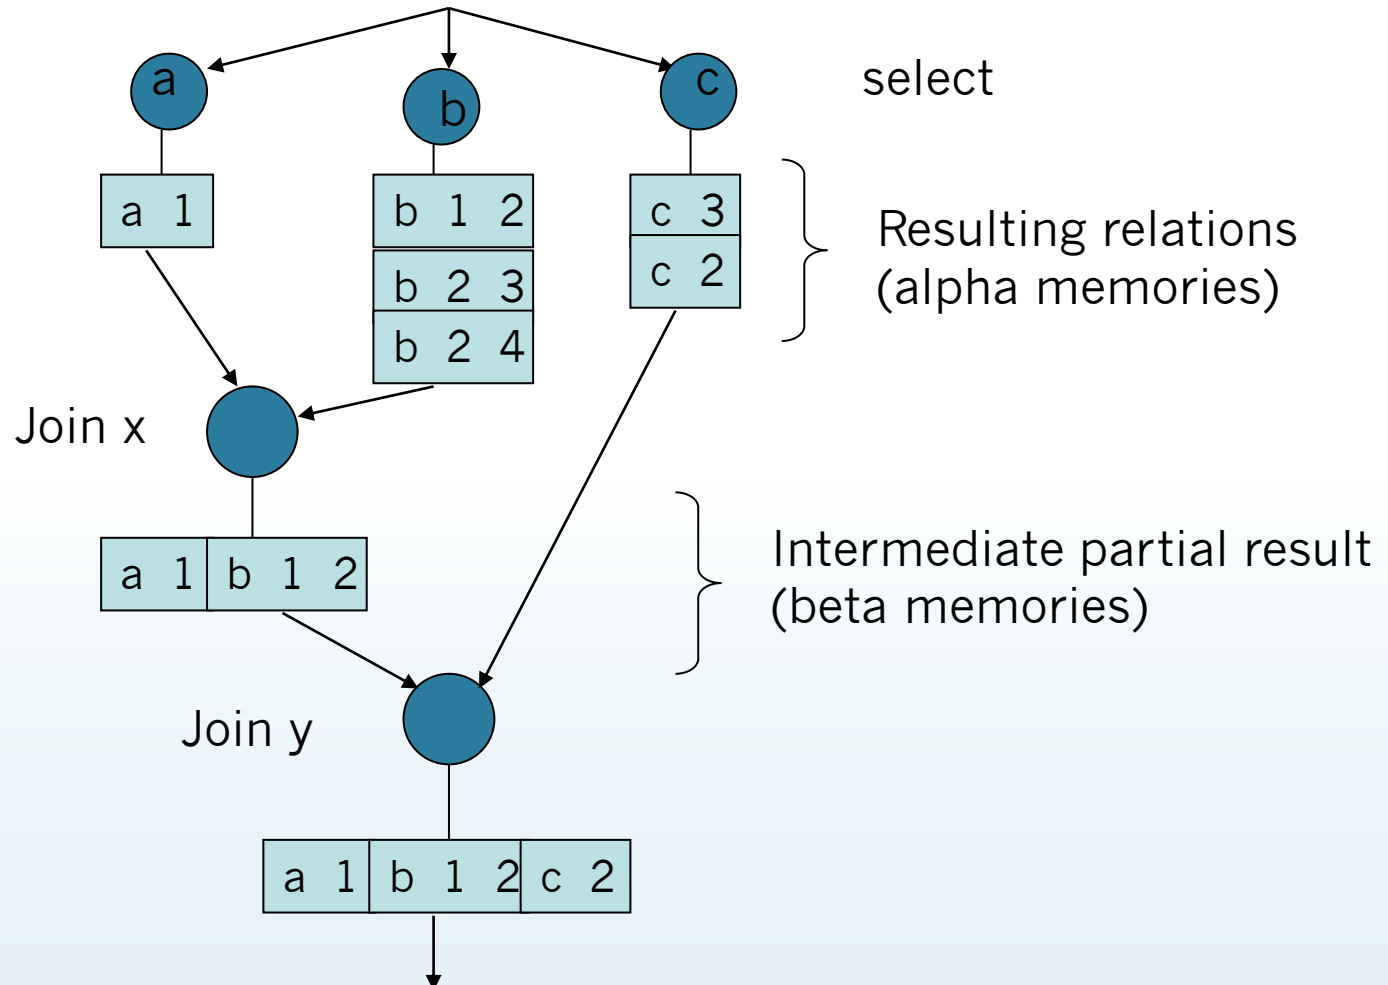 a
b
c
select
a 1
b 1 2
c 3
b 2 3
c 2
b 2 4
Resulting relations
(alpha memories)
Join x
a 1 b 1 2
Intermediate partial result
(beta memories)
Join y
a 1 b 1 2 c 2